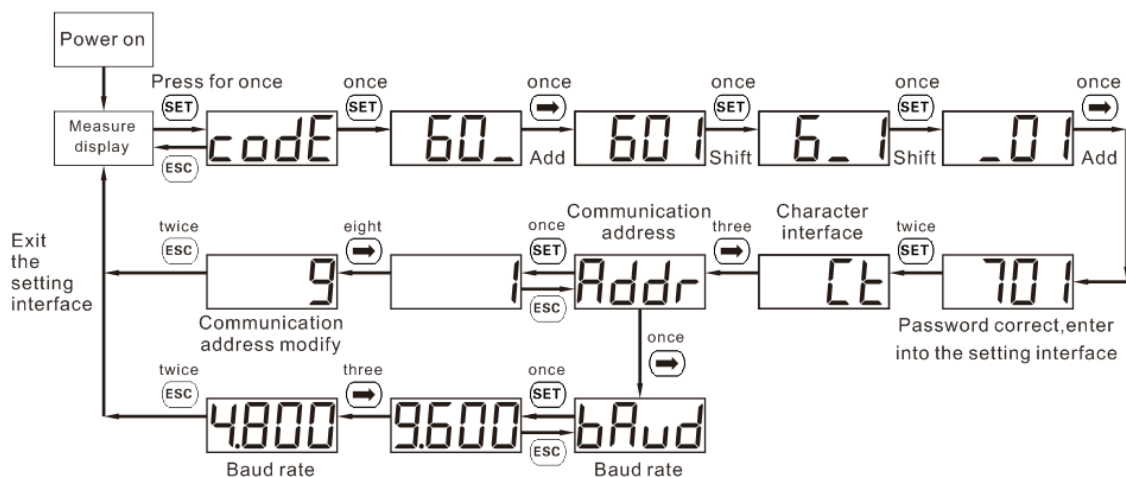 Power on
Press for once
SET
once
SET
once
once
SET
once
SET
once
Measure
display
ESC
codE
60_
Add
601
Shift
6_1
Shift
_01
Add
Exit
the
setting
interface
twice
ESC
eight
once
SET
Communication
address
three
Character
interface
twice
SET
9
1
ESC
Addr
Ct
701
Communication
address modify
once
Password correct,enter
into the setting interface
twice
ESC
three
once
SET
4.800
9.600
ESC
bAud
Baud rate
Baud rate